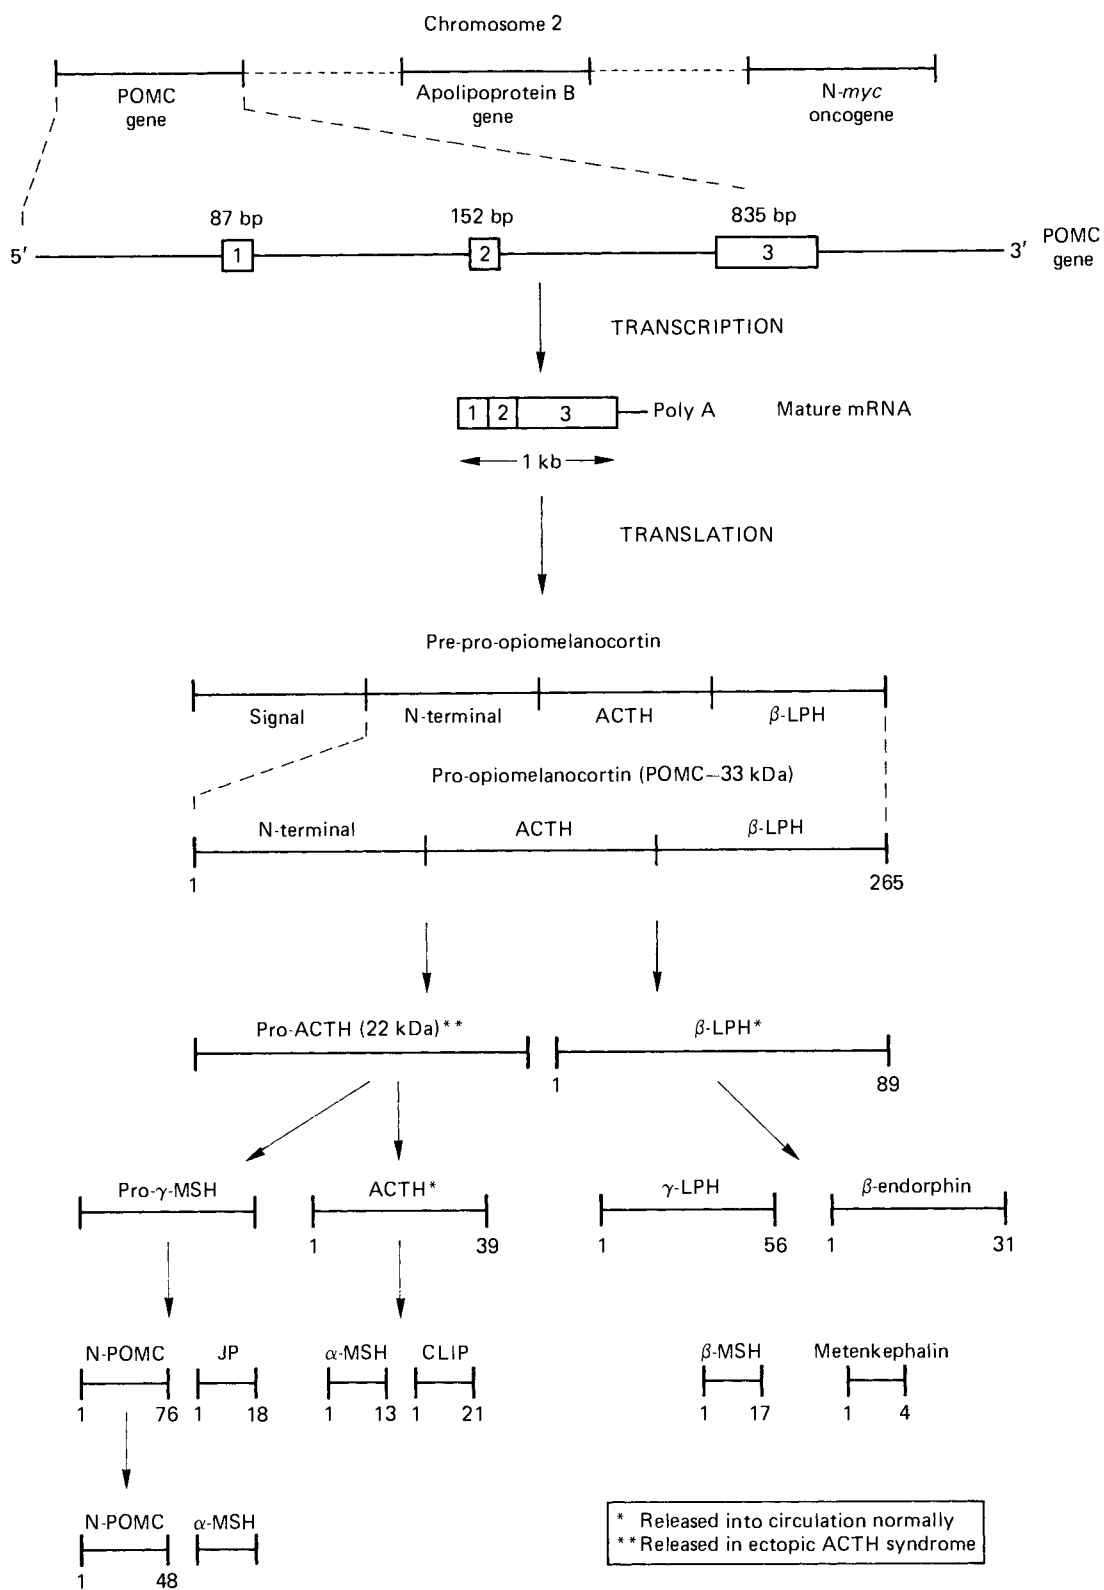 Chromosome 2
POMC
gene
Apolipoprotein B
gene
N-myc
oncogene
87 bp
152 bp
835 bp
5′
1
2
3
3′
POMC
gene
TRANSCRIPTION
1
2
3
Poly A
Mature mRNA
1 kb
TRANSLATION
Pre-pro-opiomelanocortin
Signal
N-terminal
ACTH
β-LPH
Pro-opiomelanocortin (POMC–33 kDa)
N-terminal
ACTH
β-LPH
1
265
Pro-ACTH (22 kDa)**
β-LPH*
1
89
Pro-γ-MSH
ACTH*
γ-LPH
β-endorphin
1
39
1
56
1
31
N-POMC
JP
α-MSH
CLIP
β-MSH
Metenkephalin
1
76
1
18
1
13
1
21
1
17
1
4
N-POMC
α-MSH
1
48
* Released into circulation normally
** Released in ectopic ACTH syndrome